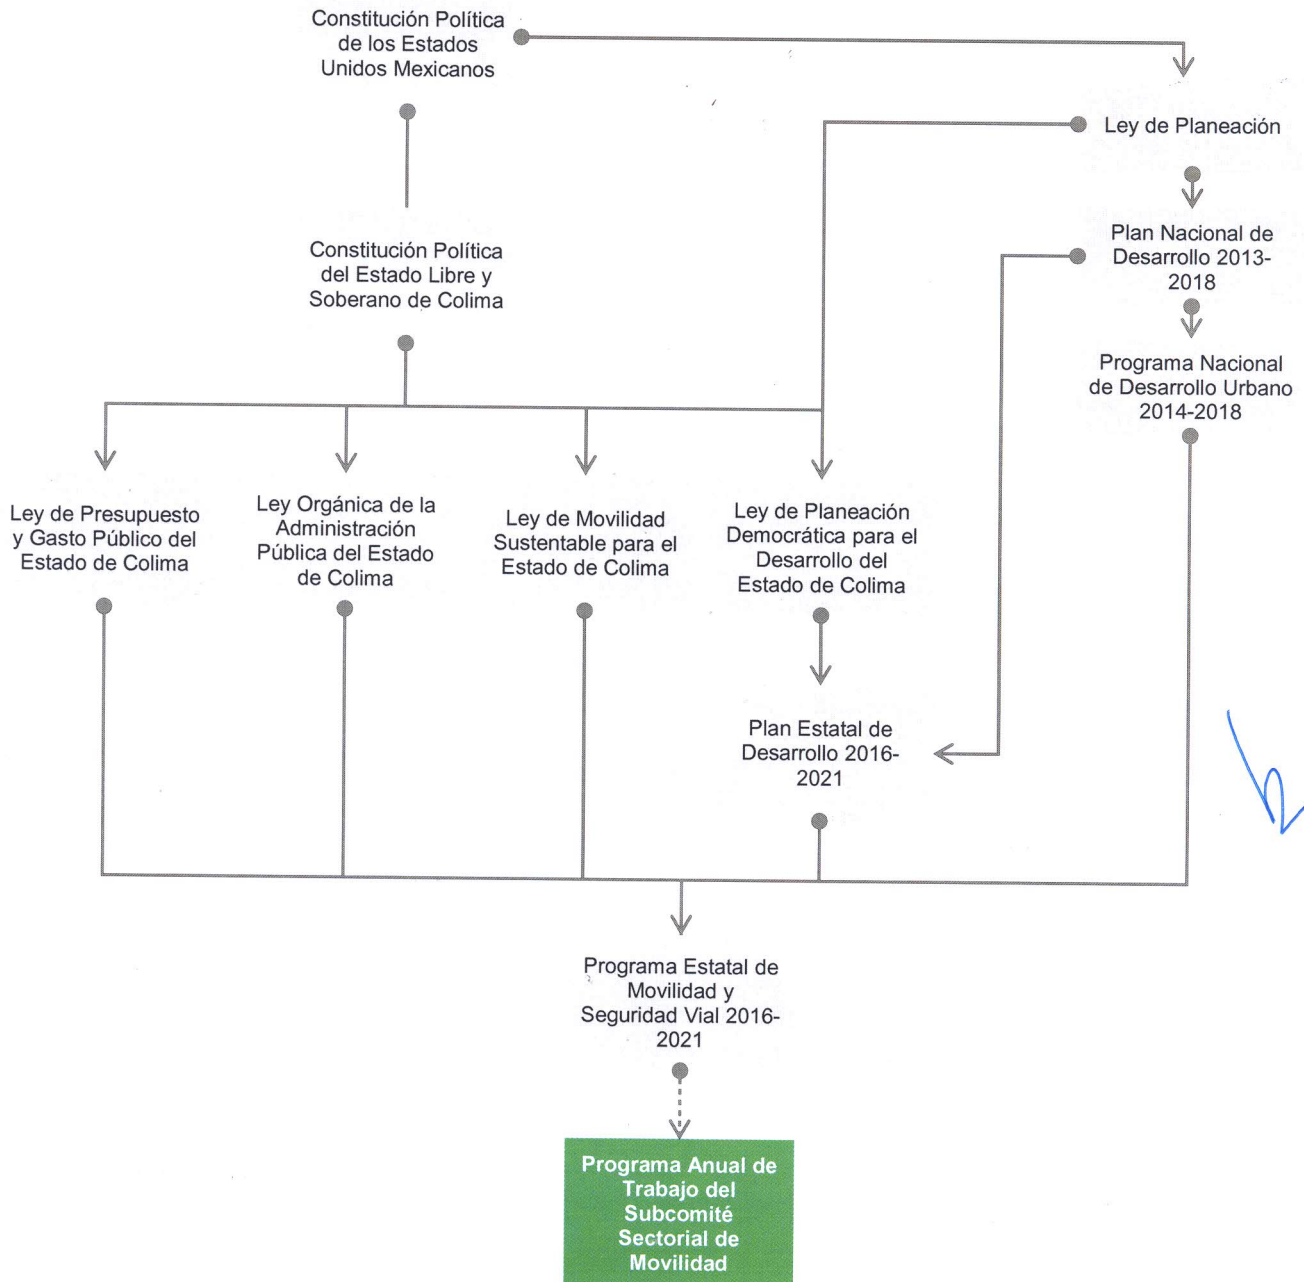 Constitución Política
de los Estados
Unidos Mexicanos
Ley de Planeación
Plan Nacional de
Desarrollo 2013-
2018
Constitución Política
del Estado Libre y
Soberano de Colima
Programa Nacional
de Desarrollo Urbano
2014-2018
Ley de Presupuesto
y Gasto Público del
Estado de Colima
Ley Orgánica de la
Administración
Pública del Estado
de Colima
Ley de Movilidad
Sustentable para el
Estado de Colima
Ley de Planeación
Democrática para el
Desarrollo del
Estado de Colima
Plan Estatal de
Desarrollo 2016-
2021
Programa Estatal de
Movilidad y
Seguridad Vial 2016-
2021
Programa Anual de
Trabajo del
Subcomité
Sectorial de
Movilidad